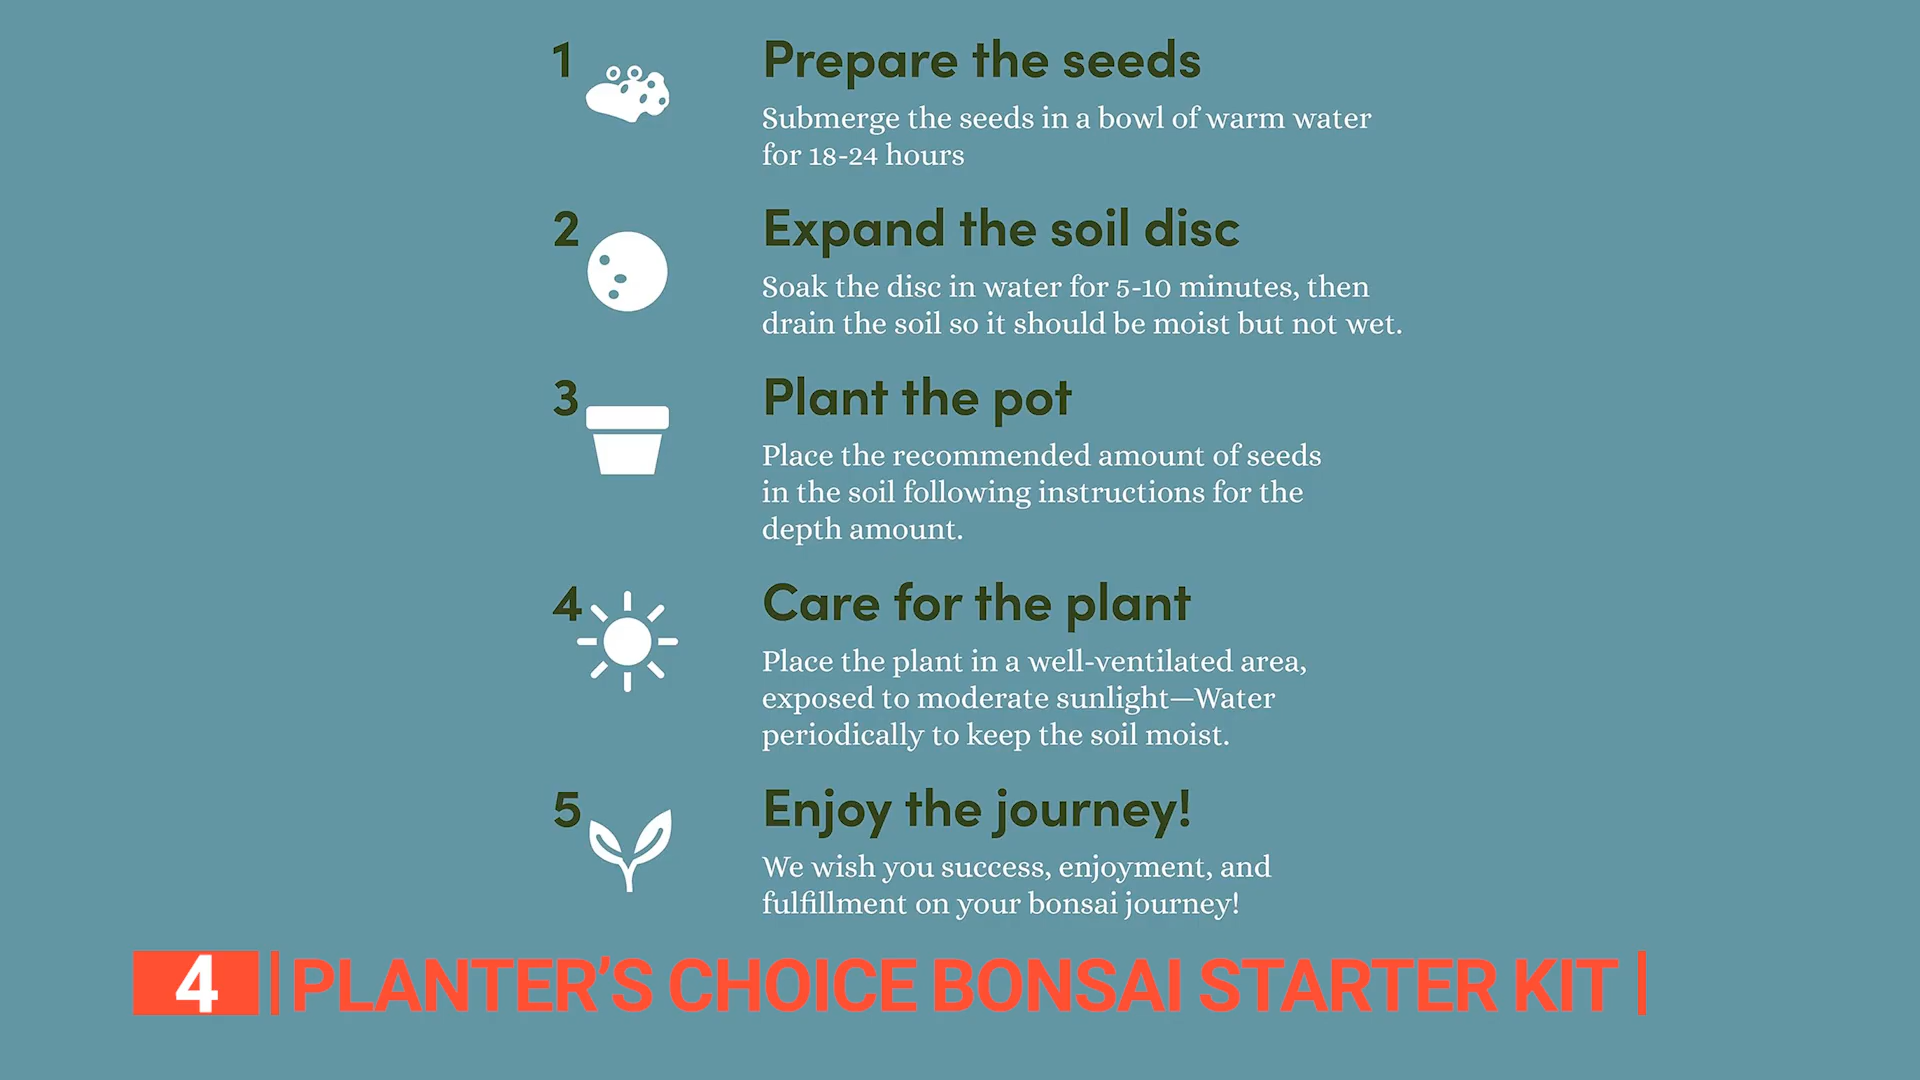 1 Prepare the seeds
Submerge the seeds in a bowl of warm water
for 18-24 hours
2 Expand the soil disc
Soak the disc in water for 5-10 minutes, then
drain the soil so it should be moist but not wet.
3 Plant the pot
Place the recommended amount of seeds
in the soil following instructions for the
depth amount.
4 Care for the plant
Place the plant in a well-ventilated area,
exposed to moderate sunlight—Water
periodically to keep the soil moist.
5 Enjoy the journey!
We wish you success, enjoyment, and
fulfillment on your bonsai journey!
4 | PLANTER’S CHOICE BONSAI STARTER KIT |